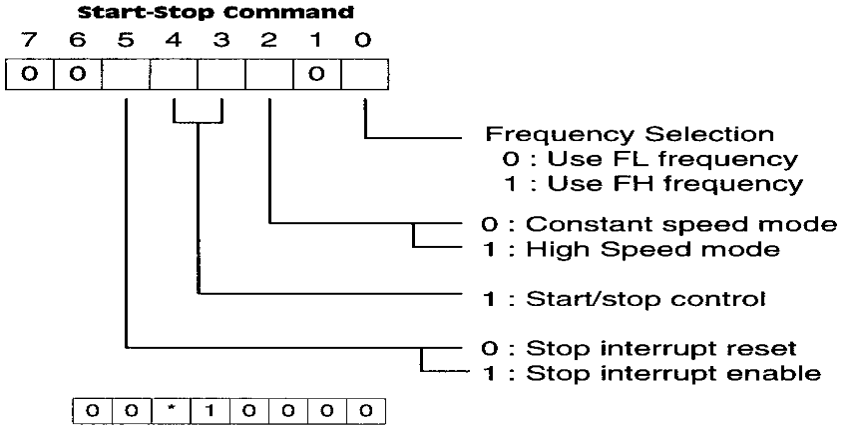 Start-Stop Command
7 6 5 4 3 2 1 0
0 0 0
Frequency Selection
0 : Use FL frequency
1 : Use FH frequency
0 : Constant speed mode
1 : High Speed mode
1 : Start/stop control
0 : Stop interrupt reset
1 : Stop interrupt enable
0 0 * 1 0 0 0 0